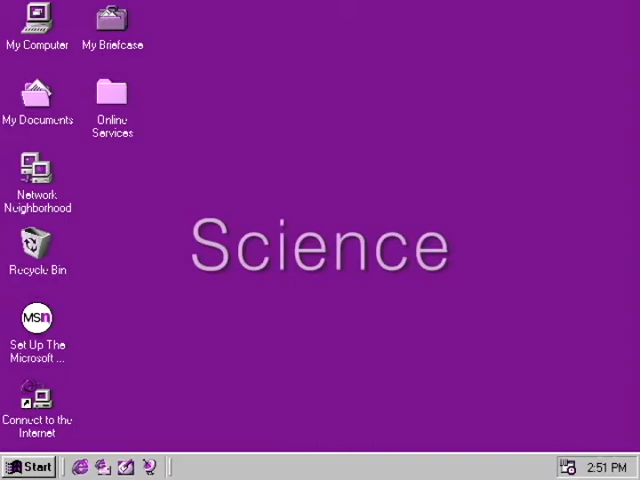 My Computer
My Briefcase
My Documents
Online
Services
Network
Neighborhood
Science
Recycle Bin
MSn
Set Up The
Microsoft ...
Connect to the
Internet
Start
2:51 PM